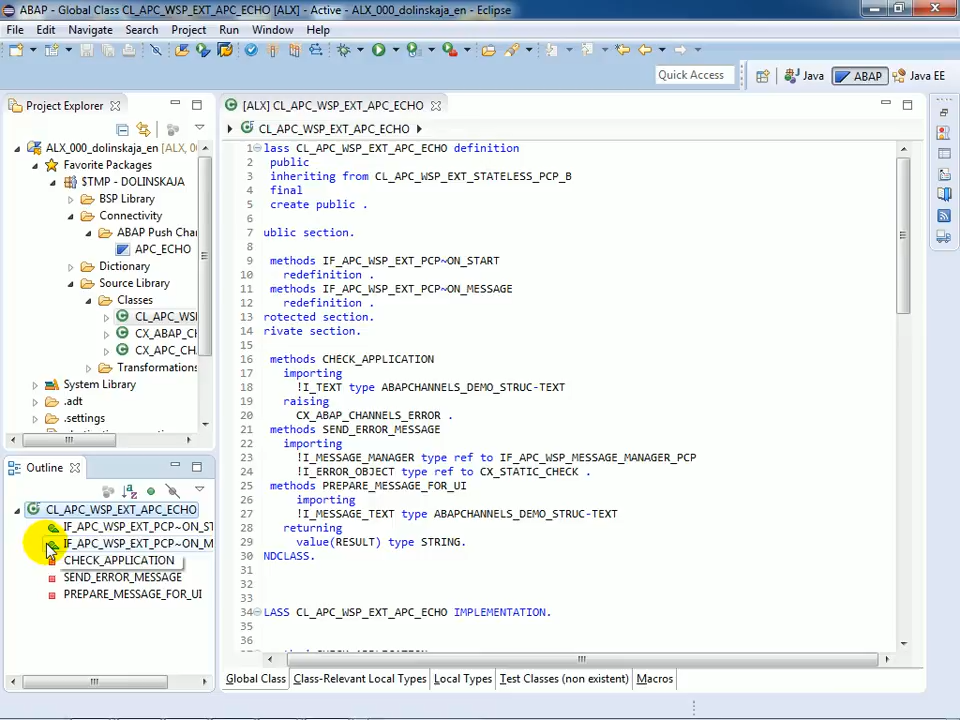 ABAP - Global Class CL_APC_WSP_EXT_APC_ECHO [ALX] - Active - ALX_000_dolinskaja_en - Eclipse
File Edit Navigate Search Project Run Window Help
Quick Access Java ABAP Java EE
Project Explorer
ALX_000_dolinskaja_en [ALX,
Favorite Packages
$TMP - DOLINSKAJA
BSP Library
Connectivity
ABAP Push Chan
APC_ECHO
Dictionary
Source Library
Classes
CL_APC_WS
CX_ABAP_CH
CX_APC_CH
Transformations
System Library
.adt
.settings
Outline
CL_APC_WSP_EXT_APC_ECHO
IF_APC_WSP_EXT_PCP~ON_ST
IF_APC_WSP_EXT_PCP~ON_M
CHECK_APPLICATION
SEND_ERROR_MESSAGE
PREPARE_MESSAGE_FOR_UI
[ALX] CL_APC_WSP_EXT_APC_ECHO
CL_APC_WSP_EXT_APC_ECHO
1 lass CL_APC_WSP_EXT_APC_ECHO definition
2 public
3 inheriting from CL_APC_WSP_EXT_STATELESS_PCP_B
4 final
5 create public .
6
7 ublic section.
8
9 methods IF_APC_WSP_EXT_PCP~ON_START
10 redefinition .
11 methods IF_APC_WSP_EXT_PCP~ON_MESSAGE
12 redefinition .
13 rotected section.
14 rivate section.
15
16 methods CHECK_APPLICATION
17 importing
18 !I_TEXT type ABAPCHANNELS_DEMO_STRUC-TEXT
19 raising
20 CX_ABAP_CHANNELS_ERROR .
21 methods SEND_ERROR_MESSAGE
22 importing
23 !I_MESSAGE_MANAGER type ref to IF_APC_WSP_MESSAGE_MANAGER_PCP
24 !I_ERROR_OBJECT type ref to CX_STATIC_CHECK .
25 methods PREPARE_MESSAGE_FOR_UI
26 importing
27 !I_MESSAGE_TEXT type ABAPCHANNELS_DEMO_STRUC-TEXT
28 returning
29 value(RESULT) type STRING.
30 NDCLASS.
31
32
33
34 LASS CL_APC_WSP_EXT_APC_ECHO IMPLEMENTATION.
35
36
Global Class Class-Relevant Local Types Local Types Test Classes (non existent) Macros